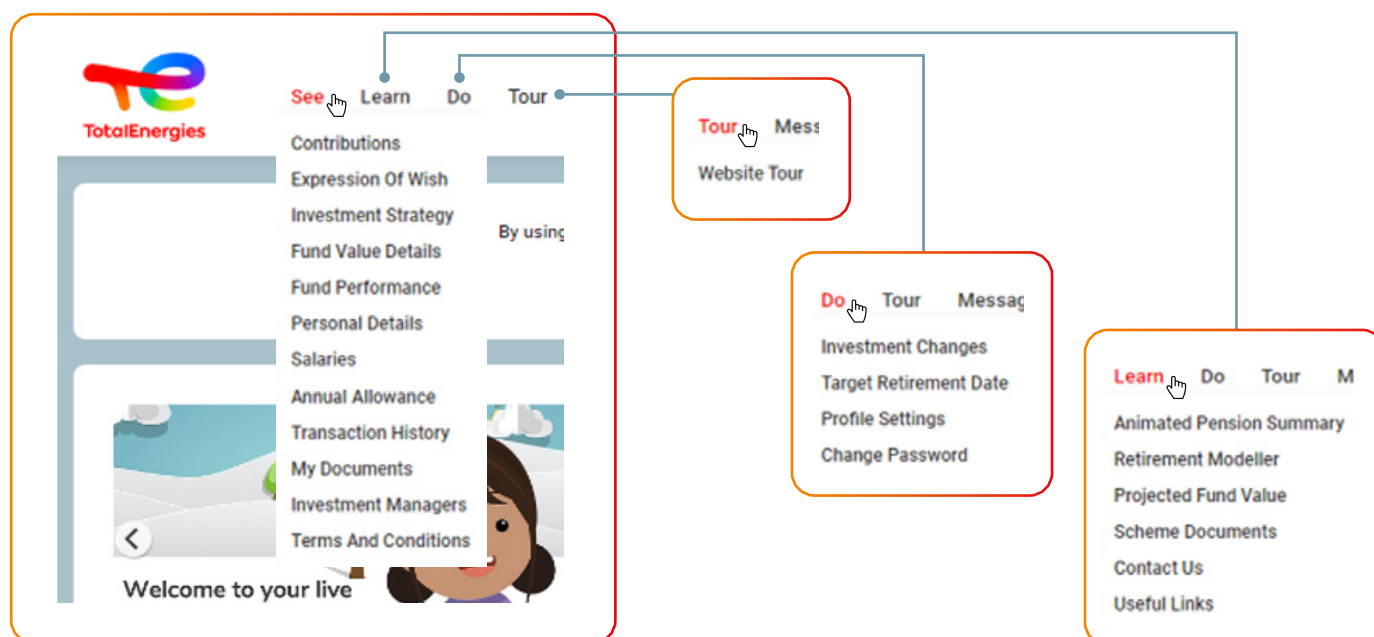 TotalEnergies
See Learn Do Tour
Contributions
Expression Of Wish
Investment Strategy
By using
Fund Value Details
Fund Performance
Personal Details
Salaries
Annual Allowance
Transaction History
My Documents
Investment Managers
Terms And Conditions
Welcome to your live
Tour Mess
Website Tour
Do Tour Messag
Investment Changes
Target Retirement Date
Profile Settings
Change Password
Learn Do Tour M
Animated Pension Summary
Retirement Modeller
Projected Fund Value
Scheme Documents
Contact Us
Useful Links